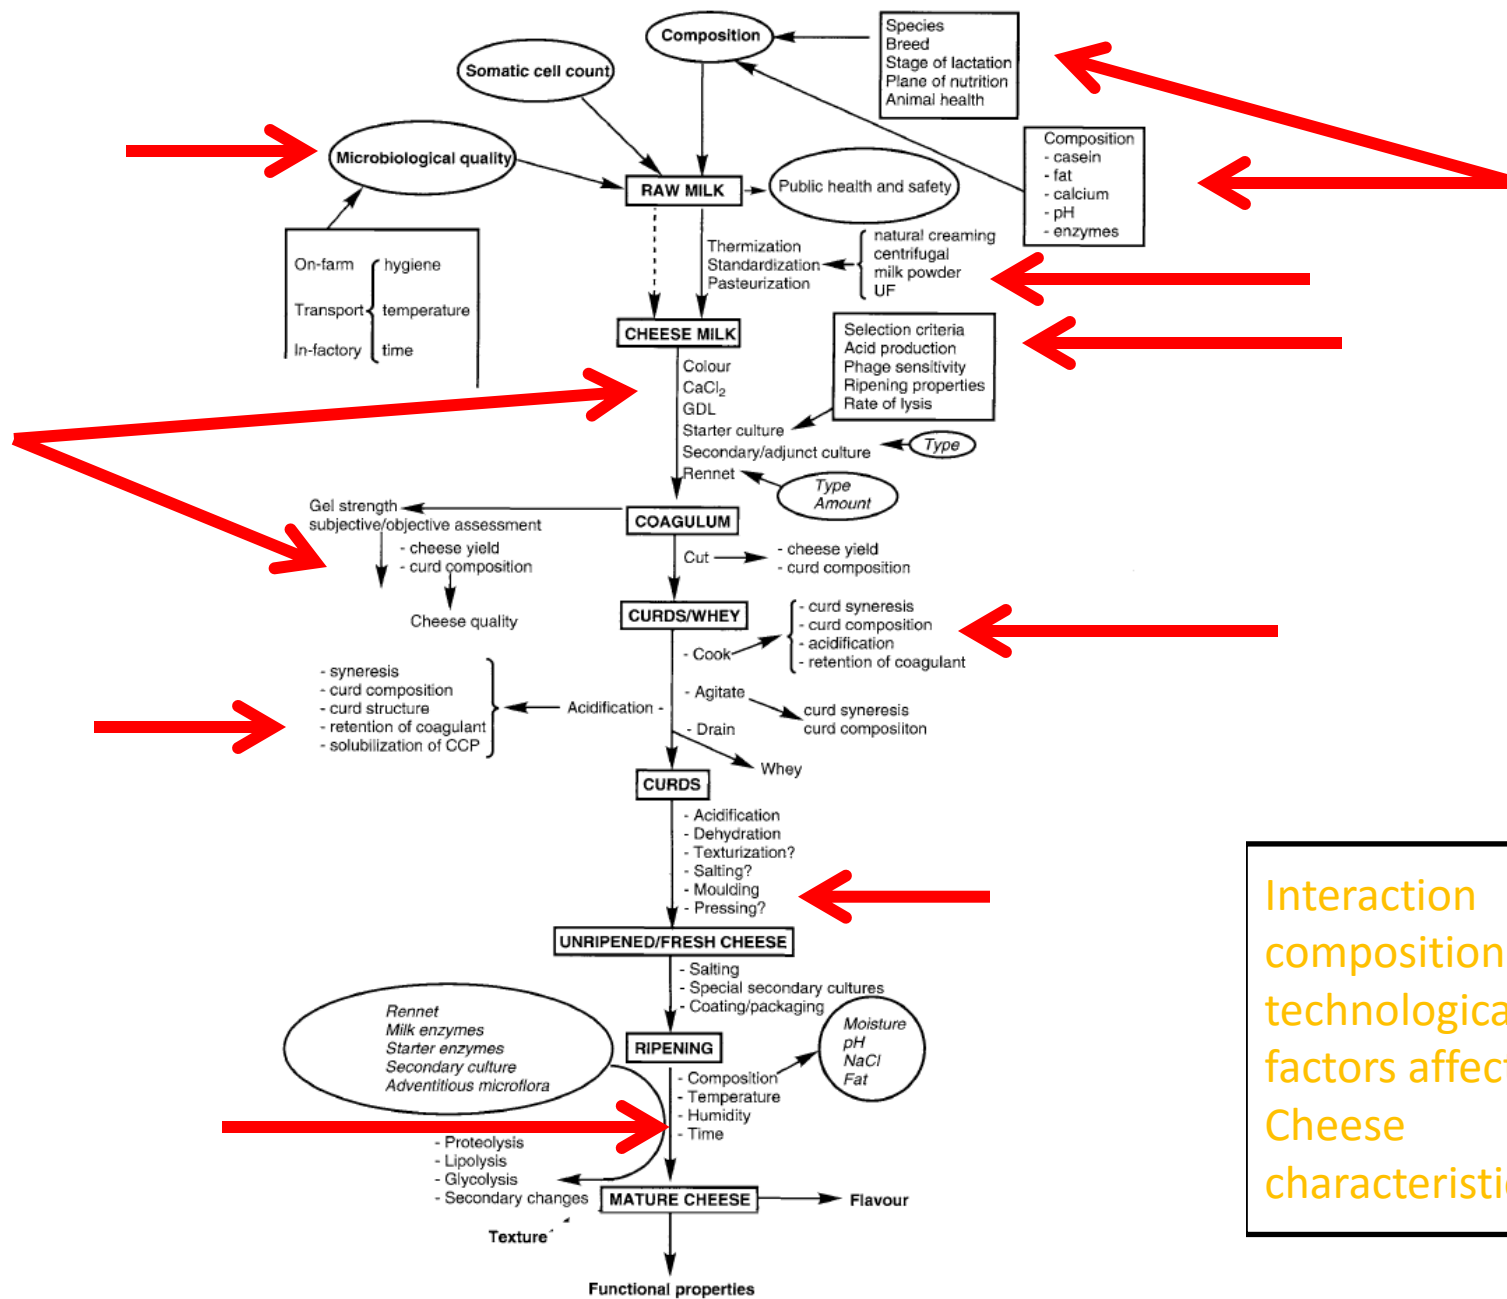 Composition
Species
Breed
Stage of lactation
Plane of nutrition
Animal health
Somatic cell count
Composition
- casein
- fat
- calcium
- pH
- enzymes
Microbiological quality
RAW MILK
Public health and safety
On-farm
hygiene
Transport
temperature
In-factory
time
Thermization
Standardization
Pasteurization
natural creaming
centrifugal
milk powder
UF
CHEESE MILK
Selection criteria
Acid production
Phage sensitivity
Ripening properties
Rate of lysis
Colour
CaCl₂
GDL
Starter culture
Secondary/adjunct culture
Rennet
Type
Type
Amount
Gel strength
subjective/objective assessment
- cheese yield
- curd composition
Cheese quality
COAGULUM
Cut
- cheese yield
- curd composition
CURDS/WHEY
- Cook
- curd syneresis
- curd composition
- acidification
- retention of coagulant
- Agitate
curd syneresis
curd composiiton
- syneresis
- curd composition
- curd structure
- retention of coagulant
- solubilization of CCP
Acidification -
- Drain
Whey
CURDS
- Acidification
- Dehydration
- Texturization?
- Salting?
- Moulding
- Pressing?
UNRIPENED/FRESH CHEESE
- Salting
- Special secondary cultures
- Coating/packaging
Rennet
Milk enzymes
Starter enzymes
Secondary culture
Adventitious microflora
RIPENING
Moisture
pH
NaCl
Fat
- Composition
- Temperature
- Humidity
- Time
- Proteolysis
- Lipolysis
- Glycolysis
- Secondary changes
MATURE CHEESE
Flavour
Texture
Functional properties
Interaction
composition
technologica
factors affect
Cheese
characteristi